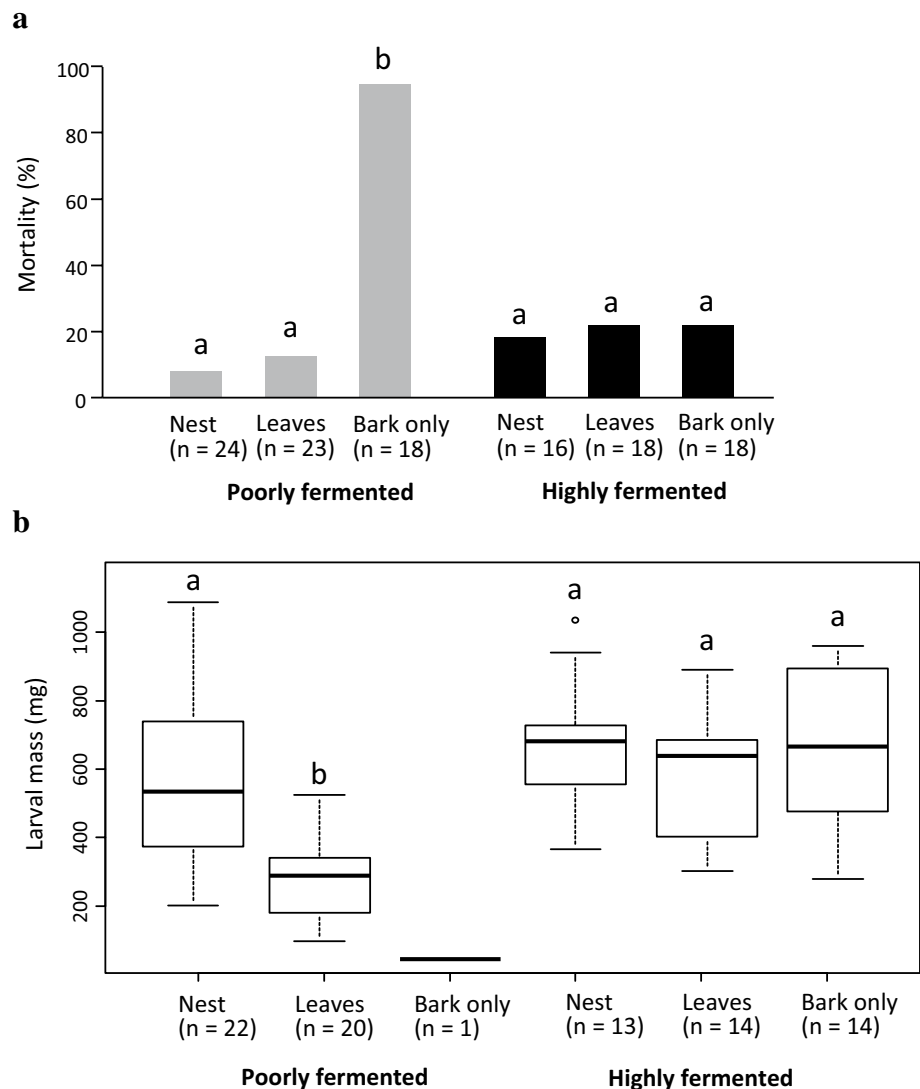 a
Mortality (%)
100
80
60
40
20
0
a
a
b
a
a
a
Nest Leaves Bark only Nest Leaves Bark only
(n = 24) (n = 23) (n = 18) (n = 16) (n = 18) (n = 18)
Poorly fermented Highly fermented
b
Larval mass (mg)
1000
800
600
400
200
a
b
a
a
a
Nest Leaves Bark only Nest Leaves Bark only
(n = 22) (n = 20) (n = 1) (n = 13) (n = 14) (n = 14)
Poorly fermented Highly fermented